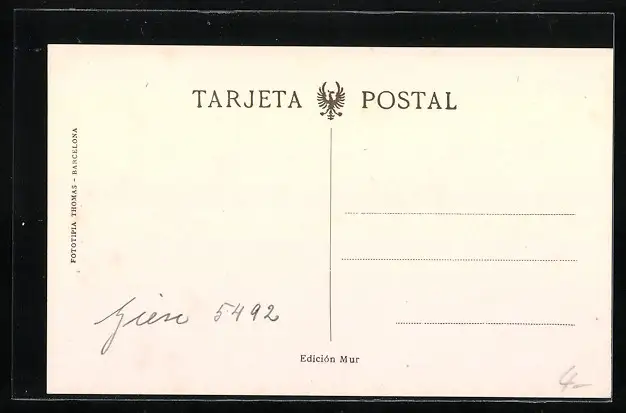 TARJETA POSTAL
FOTOTIPIA THOMAS - BARCELONA
5492
Edición Mur
4-